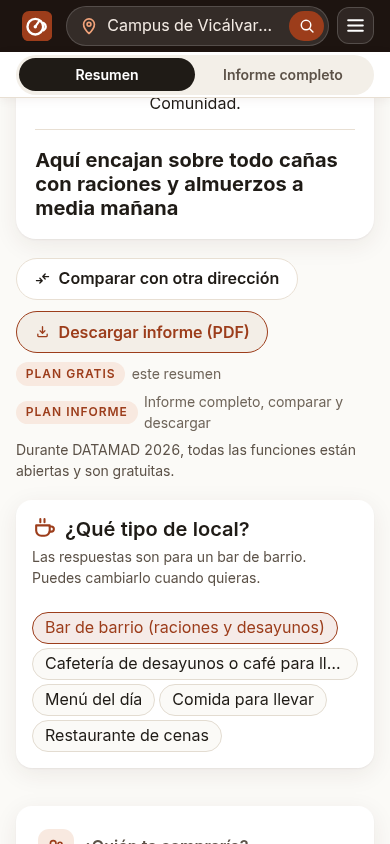 Campus de Vicálvar...
Resumen
Informe completo
Comunidad.
Aquí encajan sobre todo cañas
con raciones y almuerzos a
media mañana
Comparar con otra dirección
Descargar informe (PDF)
PLAN GRATIS este resumen
PLAN INFORME Informe completo, comparar y
descargar
Durante DATAMAD 2026, todas las funciones están
abiertas y son gratuitas.
¿Qué tipo de local?
Las respuestas son para un bar de barrio.
Puedes cambiarlo cuando quieras.
Bar de barrio (raciones y desayunos)
Cafetería de desayunos o café para ll...
Menú del día
Comida para llevar
Restaurante de cenas
¿Quién te compraría?